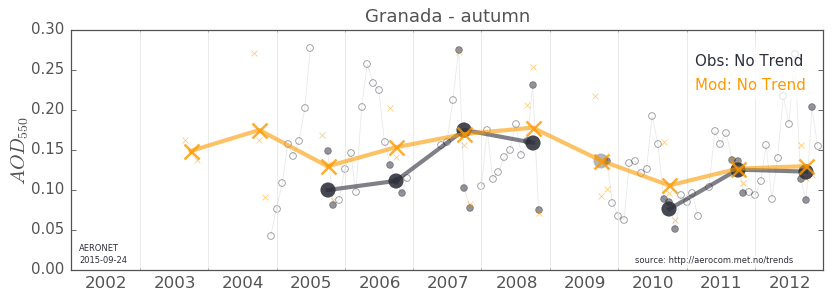 Granada - autumn
0.30
0.25
0.20
0.15
0.10
0.05
0.00
AOD550
Obs: No Trend
Mod: No Trend
AERONET
2015-09-24
source: http://aerocom.met.no/trends
2002 2003 2004 2005 2006 2007 2008 2009 2010 2011 2012